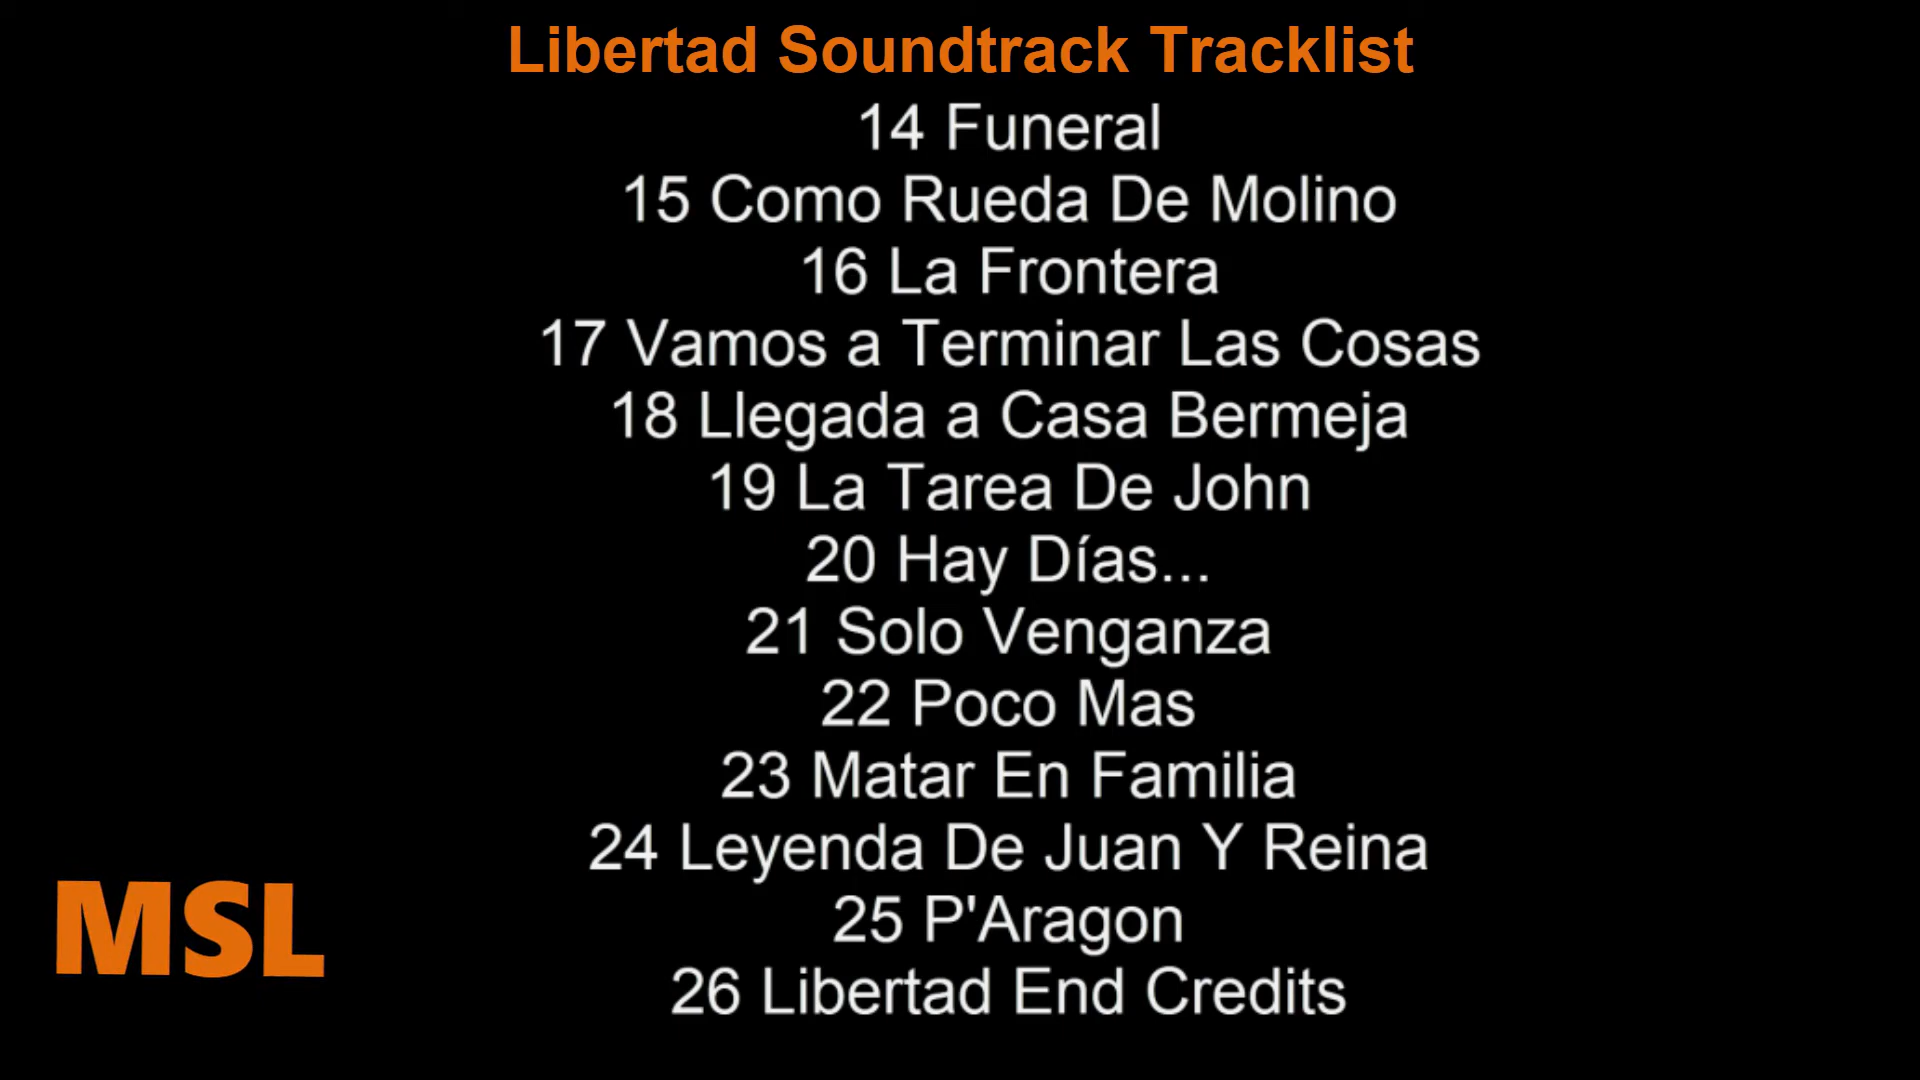 Libertad Soundtrack Tracklist
14 Funeral
15 Como Rueda De Molino
16 La Frontera
17 Vamos a Terminar Las Cosas
18 Llegada a Casa Bermeja
19 La Tarea De John
20 Hay Días...
21 Solo Venganza
22 Poco Mas
23 Matar En Familia
24 Leyenda De Juan Y Reina
25 P'Aragon
26 Libertad End Credits
MSL